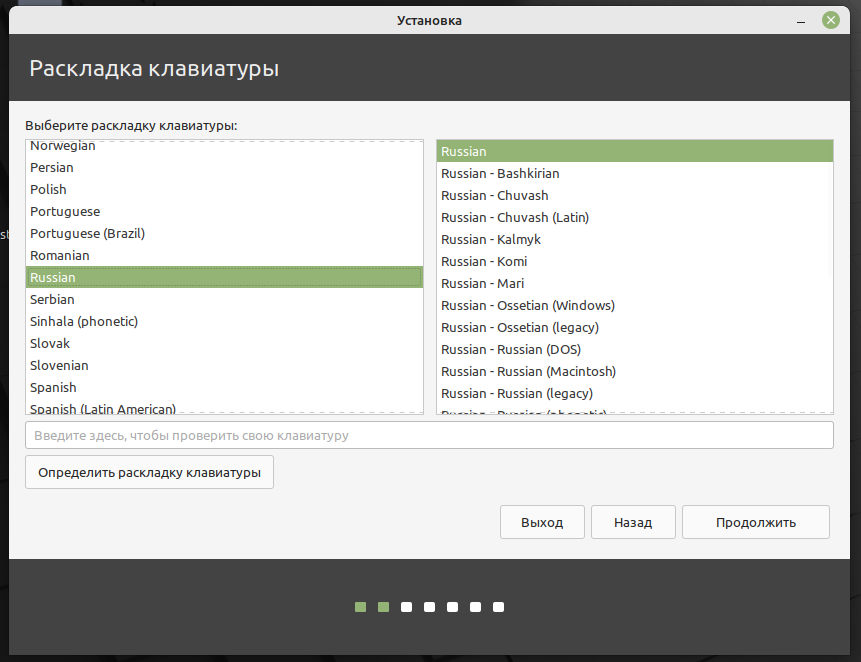 Установка
Раскладка клавиатуры
Выберите раскладку клавиатуры:
Norwegian
Persian
Polish
Portuguese
Portuguese (Brazil)
Romanian
Russian
Serbian
Sinhala (phonetic)
Slovak
Slovenian
Spanish
Spanish (Latin American)
Russian
Russian - Bashkirian
Russian - Chuvash
Russian - Chuvash (Latin)
Russian - Kalmyk
Russian - Komi
Russian - Mari
Russian - Ossetian (Windows)
Russian - Ossetian (legacy)
Russian - Russian (DOS)
Russian - Russian (Macintosh)
Russian - Russian (legacy)
Russian - Russian (phonetic)
Введите здесь, чтобы проверить свою клавиатуру
Определить раскладку клавиатуры
Выход
Назад
Продолжить